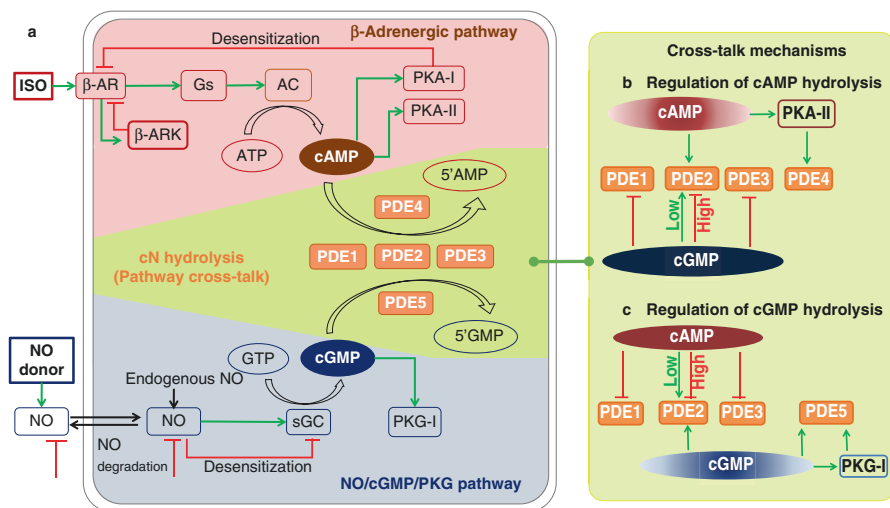 a
β-Adrenergic pathway
Desensitization
ISO
β-AR
Gs
AC
PKA-I
PKA-II
β-ARK
ATP
cAMP
5'AMP
PDE4
cN hydrolysis
(Pathway cross-talk)
PDE1
PDE2
PDE3
PDE5
5'GMP
GTP
cGMP
NO
donor
Endogenous NO
NO
NO
sGC
PKG-I
NO
degradation
Desensitization
NO/cGMP/PKG pathway
Cross-talk mechanisms
b Regulation of cAMP hydrolysis
cAMP
PKA-II
PDE1
PDE2
PDE3
PDE4
Low
High
cGMP
c Regulation of cGMP hydrolysis
cAMP
Low
High
PDE1
PDE2
PDE3
PDE5
cGMP
PKG-I